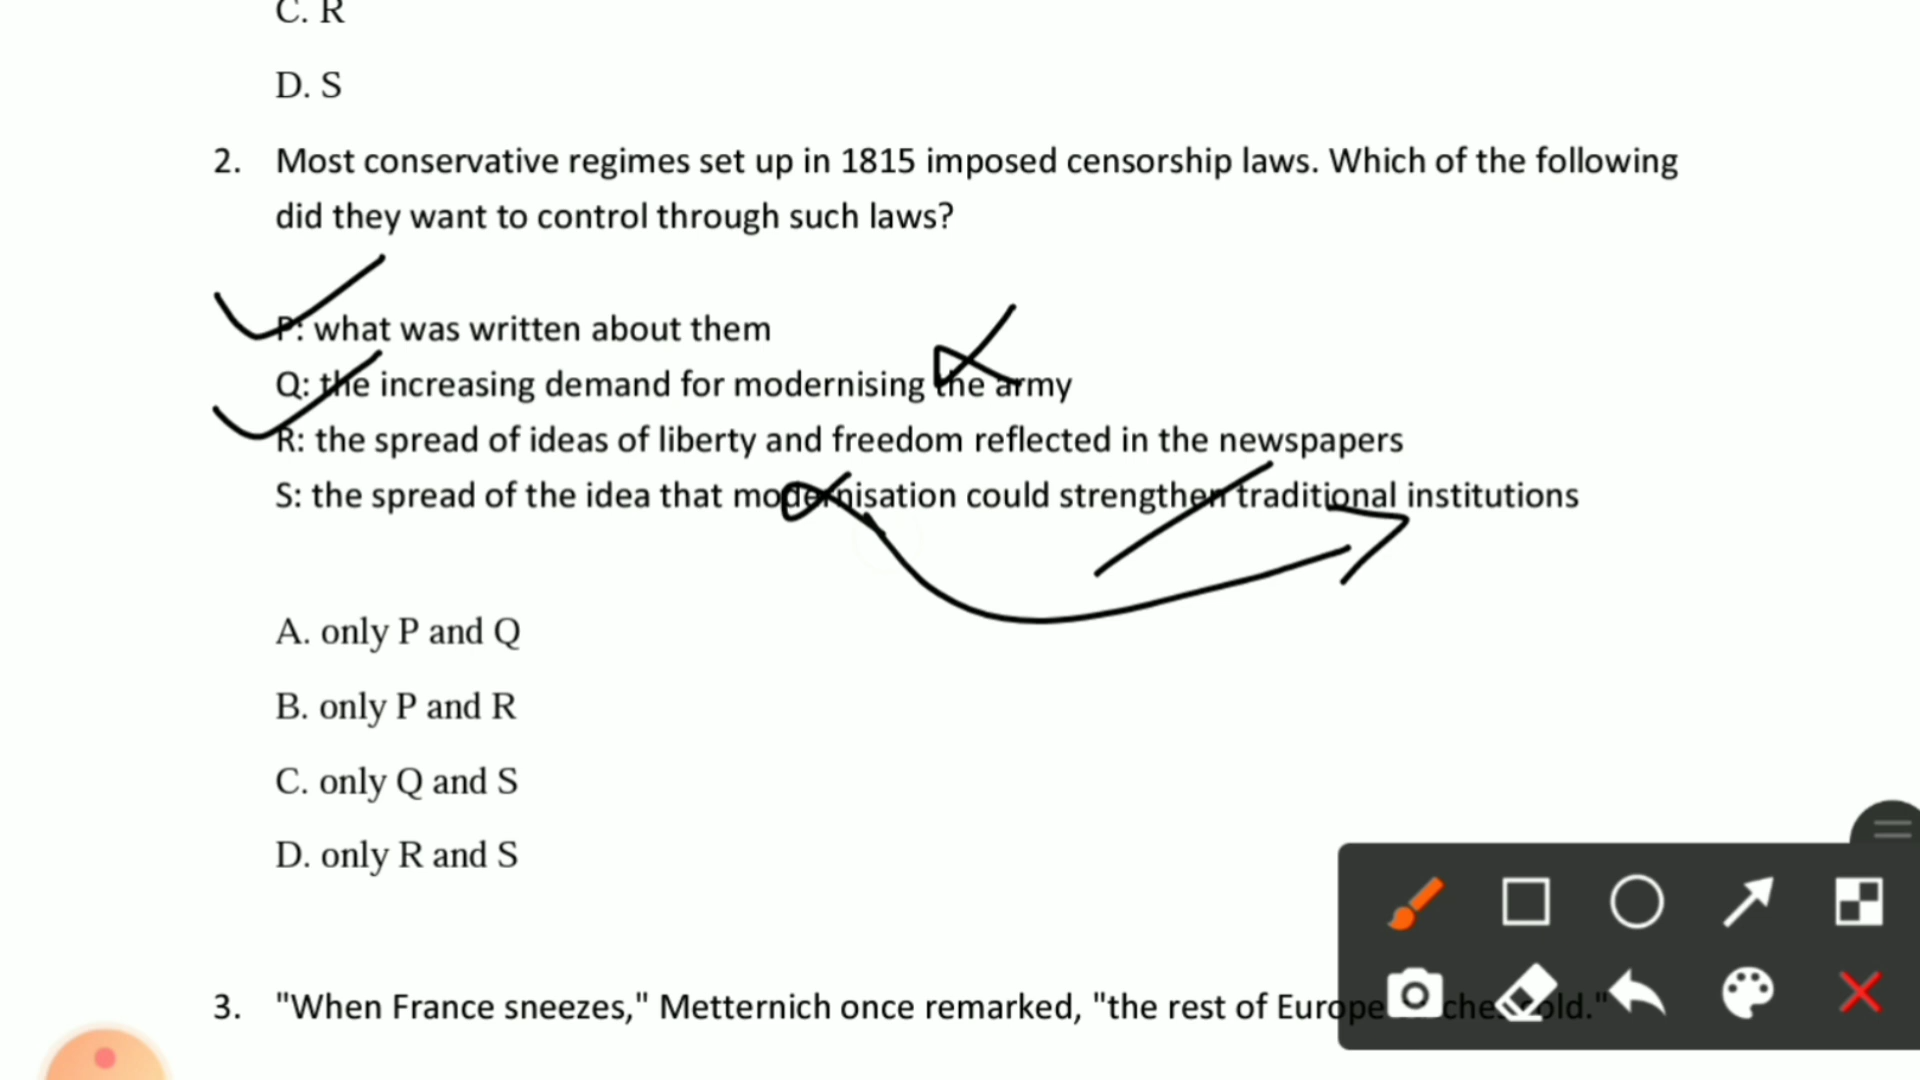 C. R
D. S
2. Most conservative regimes set up in 1815 imposed censorship laws. Which of the following
did they want to control through such laws?
P: what was written about them
Q: the increasing demand for modernising the army
R: the spread of ideas of liberty and freedom reflected in the newspapers
S: the spread of the idea that modernisation could strengthen traditional institutions
A. only P and Q
B. only P and R
C. only Q and S
D. only R and S
3. "When France sneezes," Metternich once remarked, "the rest of Europe